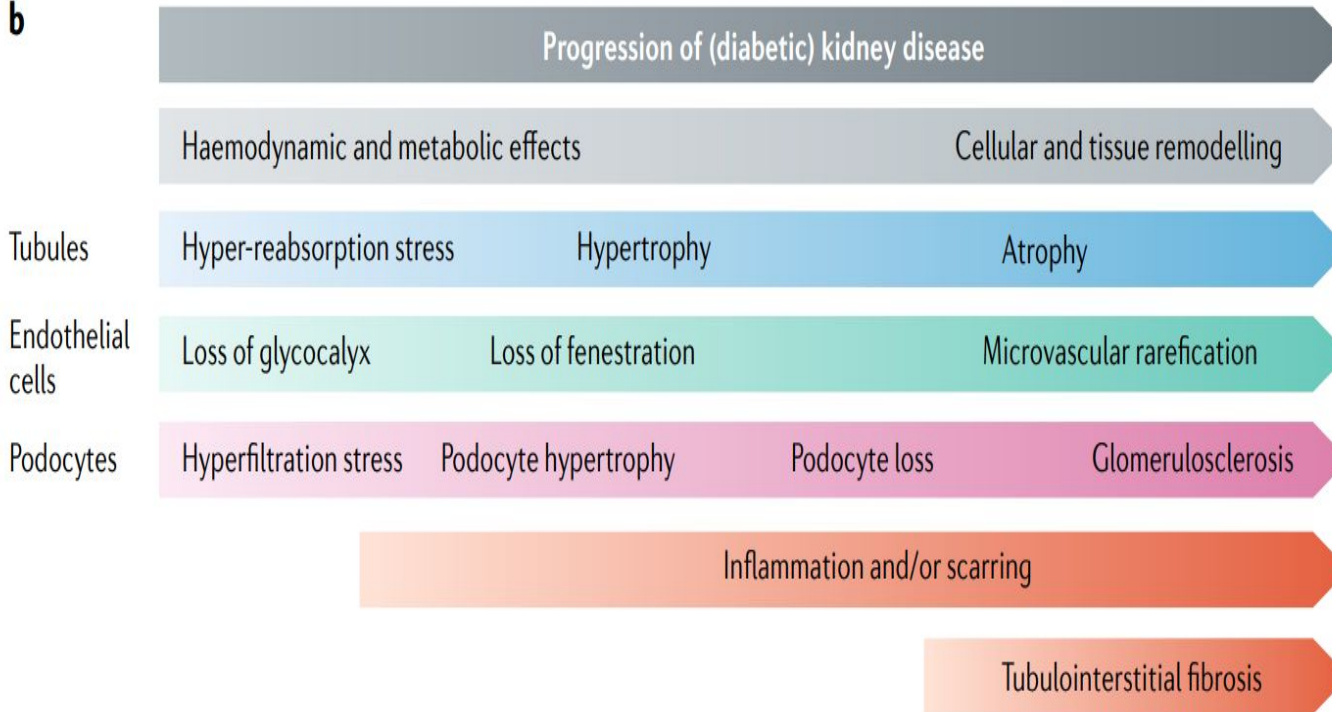 b
Progression of (diabetic) kidney disease
Haemodynamic and metabolic effects Cellular and tissue remodelling
Tubules Hyper-reabsorption stress Hypertrophy Atrophy
Endothelial
cells
Loss of glycocalyx Loss of fenestration Microvascular rarefication
Podocytes Hyperfiltration stress Podocyte hypertrophy Podocyte loss Glomerulosclerosis
Inflammation and/or scarring
Tubulointerstitial fibrosis